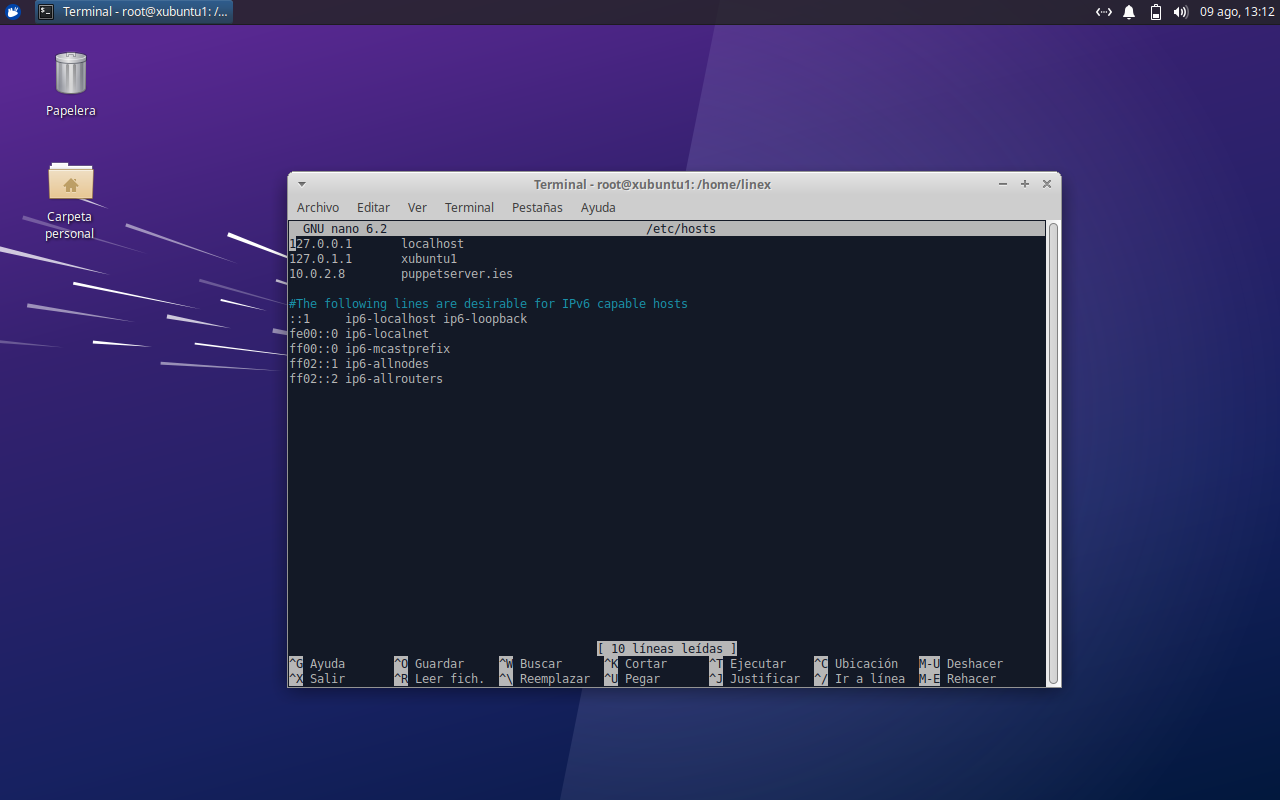 Terminal - root@xubuntu1: /...
09 ago, 13:12
Papelera
Carpeta
personal
Terminal - root@xubuntu1: /home/linex
Archivo Editar Ver Terminal Pestañas Ayuda
GNU nano 6.2 /etc/hosts
127.0.0.1 localhost
127.0.1.1 xubuntu1
10.0.2.8 puppetserver.ies
#The following lines are desirable for IPv6 capable hosts
::1 ip6-localhost ip6-loopback
fe00::0 ip6-localnet
ff00::0 ip6-mcastprefix
ff02::1 ip6-allnodes
ff02::2 ip6-allrouters
[ 10 líneas leídas ]
^G Ayuda ^O Guardar ^W Buscar ^K Cortar ^T Ejecutar ^C Ubicación M-U Deshacer
^X Salir ^R Leer fich. ^\ Reemplazar ^U Pegar ^J Justificar ^/ Ir a línea M-E Rehacer